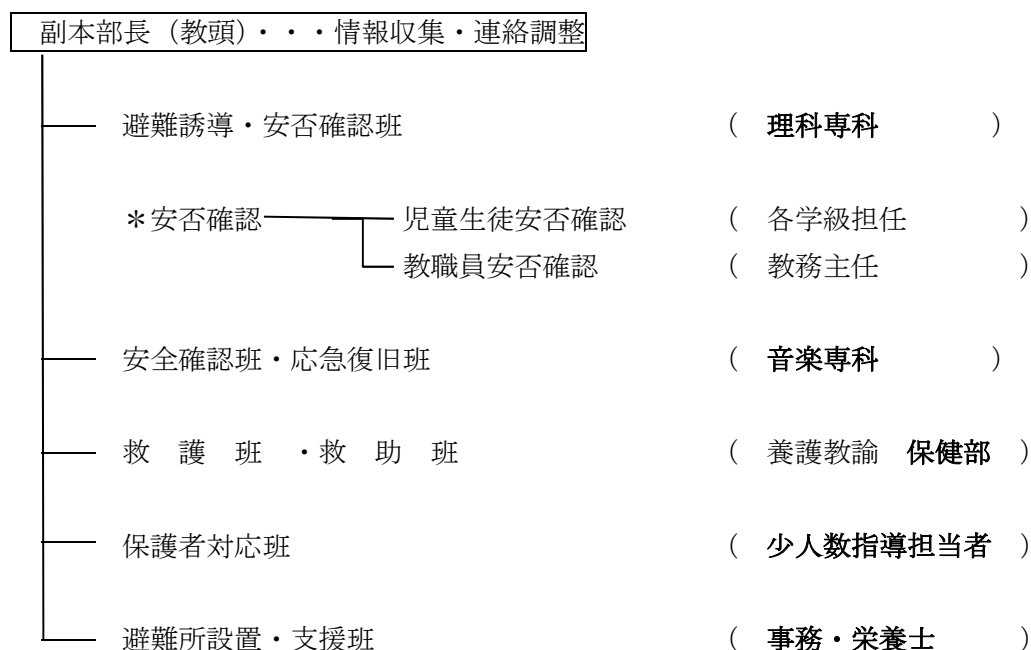 副本部長（教頭）・・・情報収集・連絡調整
避難誘導・安否確認班 （ 理科専科 ）
＊安否確認 児童生徒安否確認 （ 各学級担任 ）
教職員安否確認 （ 教務主任 ）
安全確認班・応急復旧班 （ 音楽専科 ）
救 護 班 ・救 助 班 （ 養護教諭 保健部 ）
保護者対応班 （ 少人数指導担当者 ）
避難所設置・支援班 （ 事務・栄養士 ）